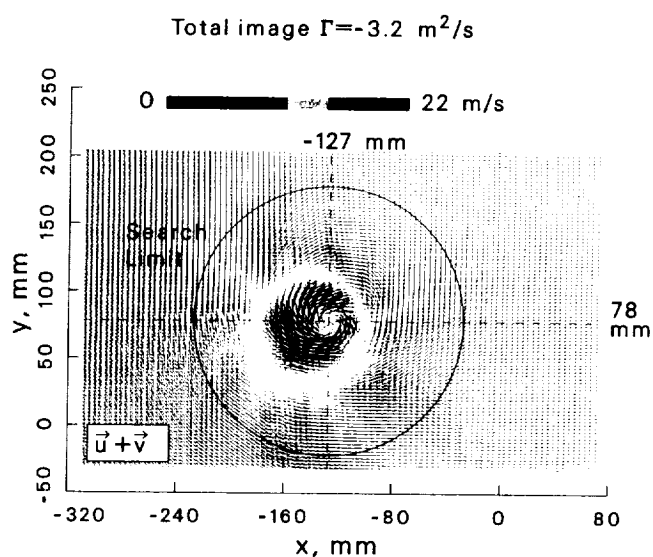 Total image Γ=-3.2 m²/s
0 22 m/s
-127 mm
250
200
150
100
50
0
-50
y, mm
Search
Limit
78
mm
u⃗+v⃗
-320 -240 -160 -80 0 80
x, mm